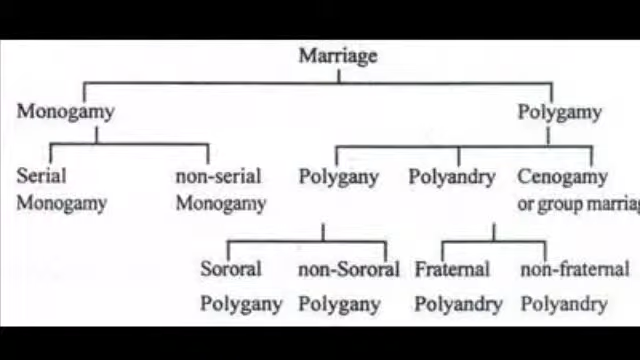 Marriage
Monogamy Polygamy
Serial non-serial Polygany Polyandry Cenogamy
Monogamy Monogamy or group marriag
Sororal non-Sororal Fraternal non-fraternal
Polygany Polygany Polyandry Polyandry